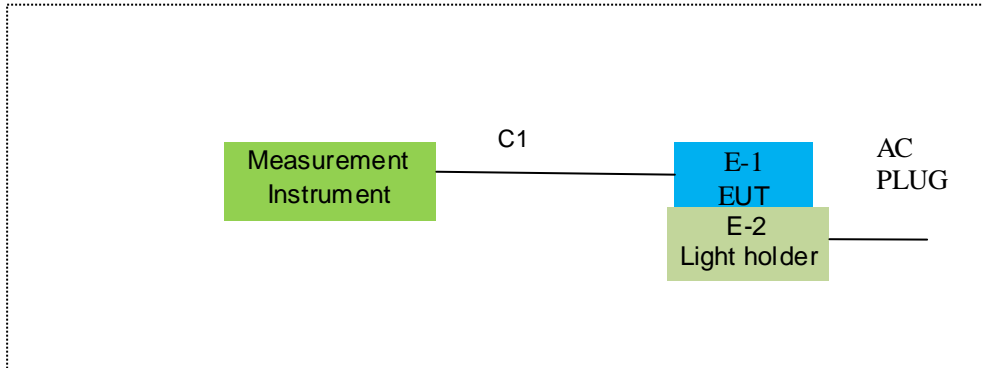 C1
Measurement
Instrument
E-1
EUT
AC
PLUG
E-2
Light holder